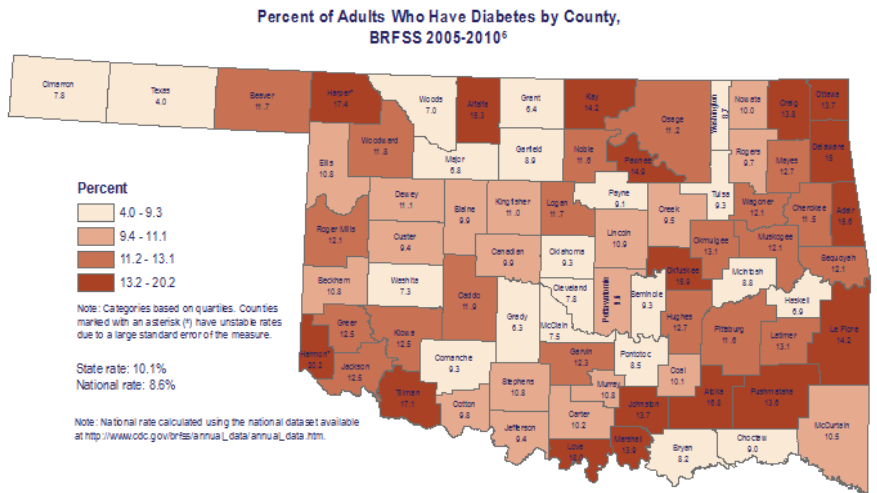 Percent of Adults Who Have Diabetes by County,
BRFSS 2005-2010⁶
Cimarron
7.8
Texas
4.0
Beaver
11.7
Harper*
17.4
Woods
7.0
Alfalfa
Grant
6.4
Kay
14.2
Osage
11.2
Washington
8.7
Nowata
10.0
Craig
13.8
Ottawa
13.7
Ellis
10.8
Woodward
11.8
Major
6.8
Garfield
8.9
Noble
11.6
Pawnee
14.9
Rogers
9.7
Mayes
12.7
Delaware
Dewey
11.1
Blaine
9.9
Kingfisher
11.0
Logan
11.7
Payne
9.1
Creek
9.5
Tulsa
9.3
Wagoner
12.1
Cherokee
11.5
Adair
Percent
4.0 - 9.3
9.4 - 11.1
11.2 - 13.1
13.2 - 20.2
Roger Mills
12.1
Custer
9.4
Canadian
9.9
Oklahoma
9.3
Lincoln
10.9
Okmulgee
13.1
Muskogee
12.1
Sequoyah
12.1
Beckham
10.8
Washita
7.3
Caddo
11.9
Cleveland
7.8
Pottawatomie
Seminole
9.3
Okfuskee
15.9
McIntosh
8.8
Haskell
6.9
Note: Categories based on quartiles. Counties
marked with an asterisk (*) have unstable rates
due to a large standard error of the measure.
Greer
12.5
Kiowa
12.5
Grady
6.3
McClain
7.5
Hughes
12.7
Pittsburg
11.6
Latimer
13.1
Le Flore
14.2
Harmon*
20.2
Jackson
12.5
Comanche
9.3
Garvin
12.3
Pontotoc
8.5
Coal
10.1
State rate: 10.1%
National rate: 8.6%
Tillman
17.1
Cotton
9.8
Stephens
10.8
Murray
10.8
Johnston
13.7
Atoka
16.8
Pushmataha
13.6
McCurtain
10.5
Jefferson
9.4
Carter
10.2
Love
Marshall
13.9
Bryan
8.2
Choctaw
9.0
Note: National rate calculated using the national dataset available
at http://www.cdc.gov/brfss/annual_data/annual_data.htm.